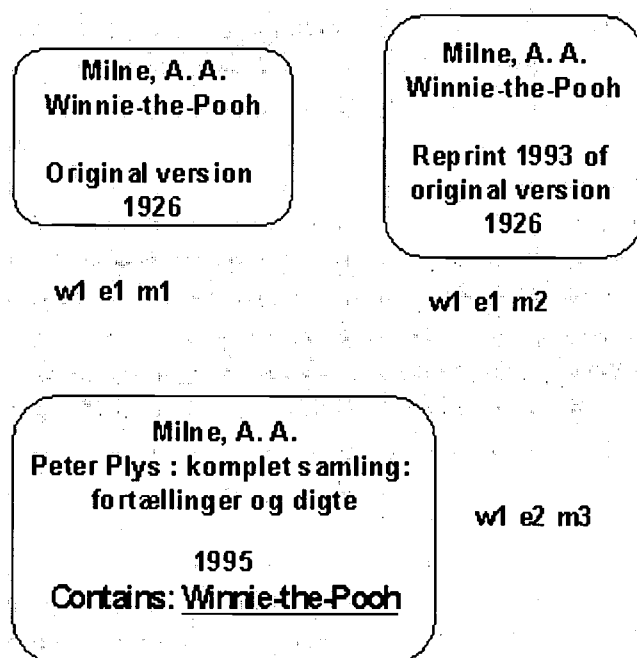 Milne, A. A.
Winnie-the-Pooh
Original version
1926
w1 e1 m1
Milne, A. A.
Winnie-the-Pooh
Reprint 1993 of
original version
1926
w1 e1 m2
Milne, A. A.
Peter Plys : komplet samling:
fortællinger og digte
1995
Contains: Winnie-the-Pooh
w1 e2 m3